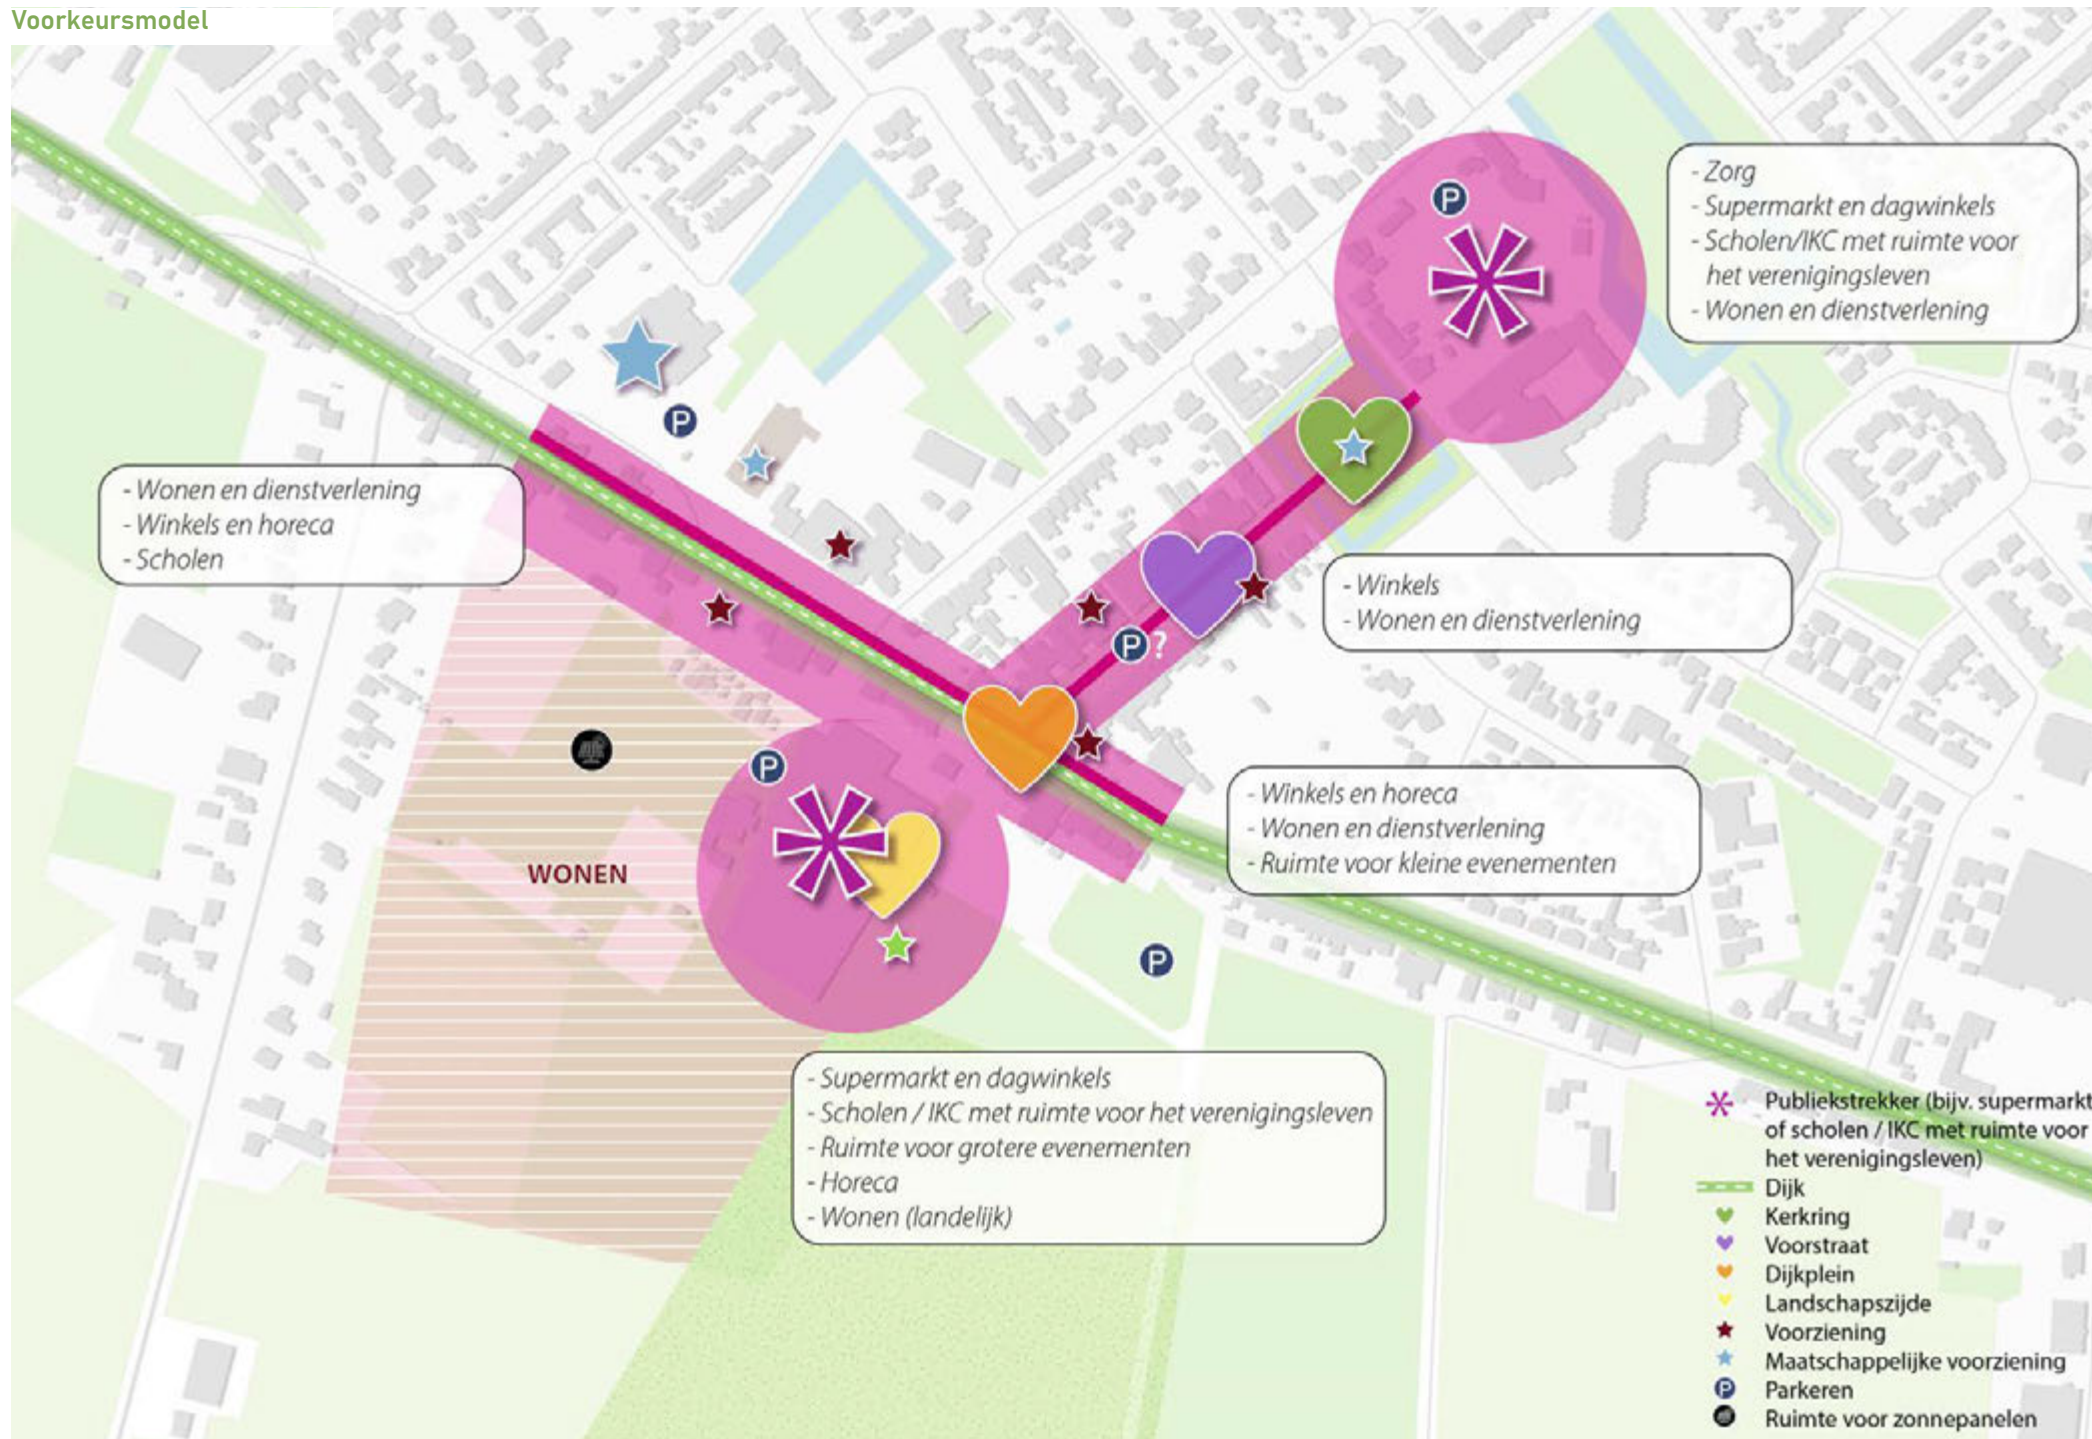 Voorkeursmodel
P
- Zorg
- Supermarkt en dagwinkels
- Scholen/IKC met ruimte voor
het verenigingsleven
- Wonen en dienstverlening
P
- Wonen en dienstverlening
- Winkels en horeca
- Scholen
- Winkels
- Wonen en dienstverlening
P ?
P
- Winkels en horeca
- Wonen en dienstverlening
- Ruimte voor kleine evenementen
WONEN
P
- Supermarkt en dagwinkels
- Scholen / IKC met ruimte voor het verenigingsleven
- Ruimte voor grotere evenementen
- Horeca
- Wonen (landelijk)
Publiekstrekker (bijv. supermarkt
of scholen / IKC met ruimte voor
het verenigingsleven)
Dijk
Kerkring
Voorstraat
Dijkplein
Landschapszijde
Voorziening
Maatschappelijke voorziening
P Parkeren
Ruimte voor zonnepanelen